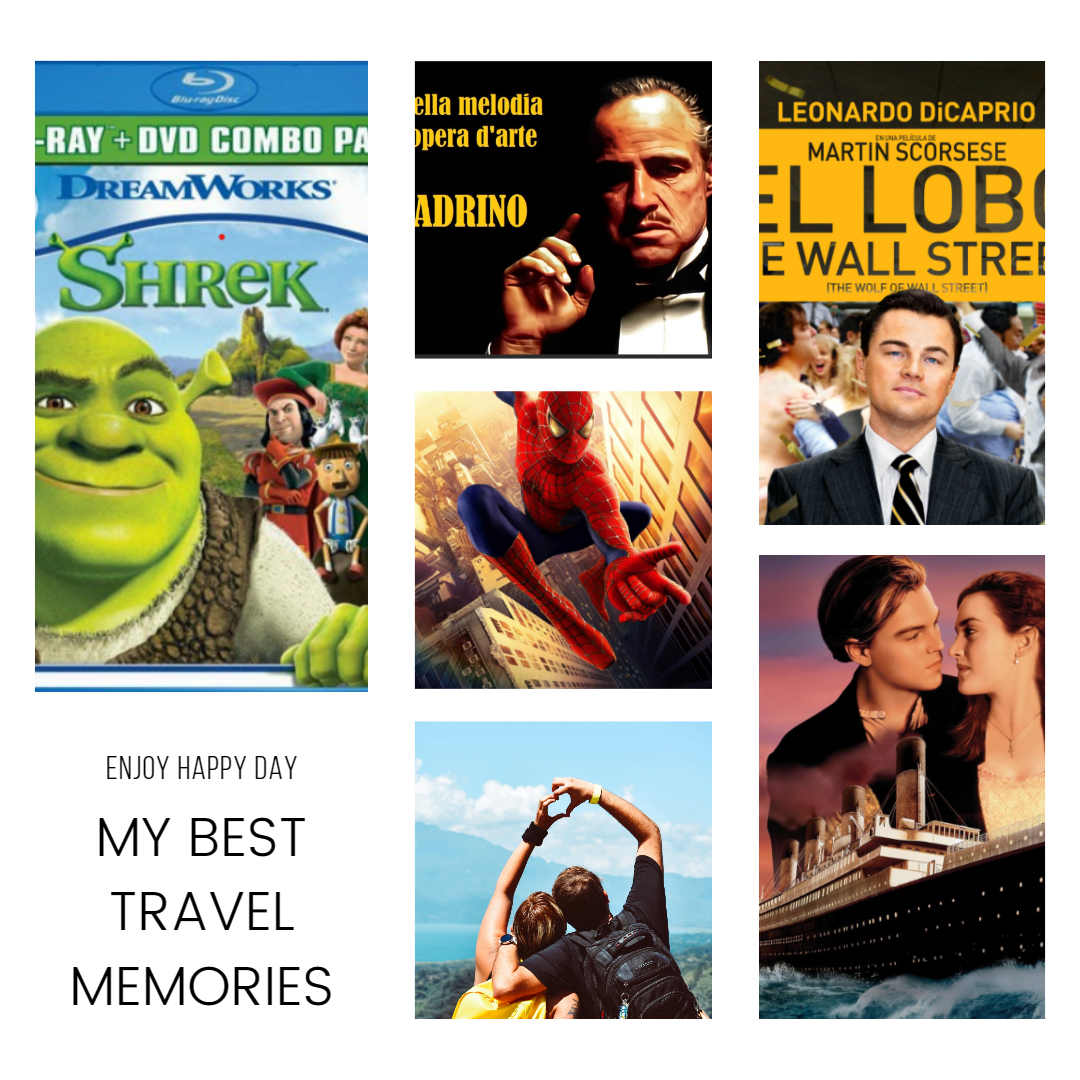 Blu-ray Disc
-RAY + DVD COMBO PA
DREAMWORKS
SHREK
ella melodia
opera d'arte
ADRINO
LEONARDO DiCAPRIO
EN UNA PELÍCULA DE
MARTIN SCORSESE
EL LOBO
E WALL STREE
(THE WOLF OF WALL STREET)
ENJOY HAPPY DAY
MY BEST
TRAVEL
MEMORIES